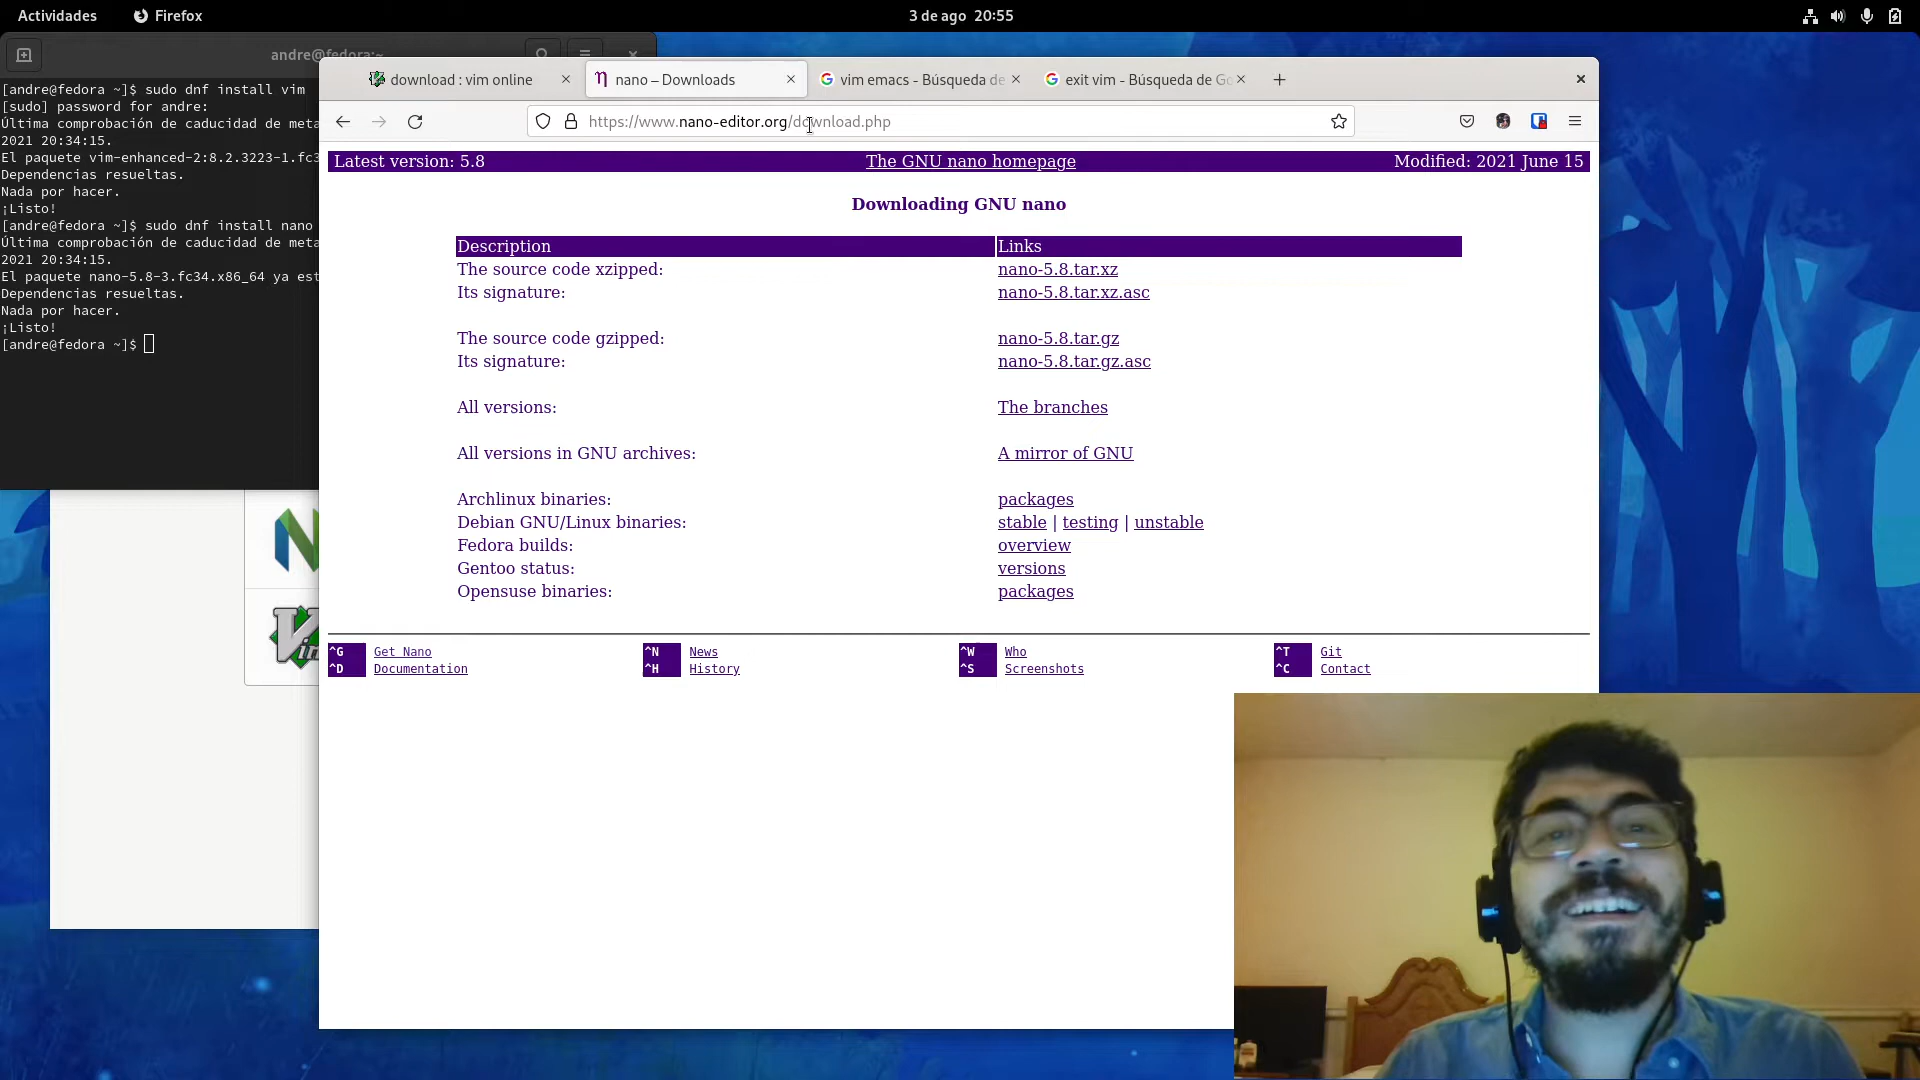 Actividades
Firefox
3 de ago 20:55
andre@fedora:~
[andre@fedora ~]$ sudo dnf install vim
[sudo] password for andre:
Última comprobación de caducidad de meta
2021 20:34:15.
El paquete vim-enhanced-2:8.2.3223-1.fc3
Dependencias resueltas.
Nada por hacer.
¡Listo!
[andre@fedora ~]$ sudo dnf install nano
Última comprobación de caducidad de meta
2021 20:34:15.
El paquete nano-5.8-3.fc34.x86_64 ya est
Dependencias resueltas.
Nada por hacer.
¡Listo!
[andre@fedora ~]$
download : vim online
nano – Downloads
vim emacs - Búsqueda de
exit vim - Búsqueda de Go
https://www.nano-editor.org/download.php
Latest version: 5.8
The GNU nano homepage
Modified: 2021 June 15
Downloading GNU nano
Description Links
The source code xzipped: nano-5.8.tar.xz
Its signature: nano-5.8.tar.xz.asc
The source code gzipped: nano-5.8.tar.gz
Its signature: nano-5.8.tar.gz.asc
All versions: The branches
All versions in GNU archives: A mirror of GNU
Archlinux binaries: packages
Debian GNU/Linux binaries: stable | testing | unstable
Fedora builds: overview
Gentoo status: versions
Opensuse binaries: packages
^G Get Nano ^N News ^W Who ^T Git
^D Documentation ^H History ^S Screenshots ^C Contact